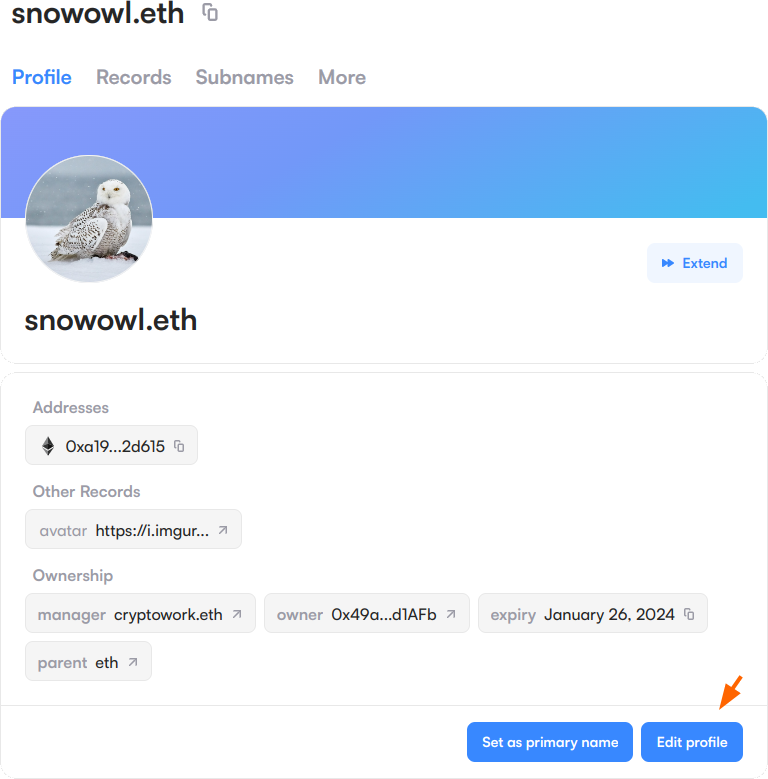 snowowl.eth
Profile Records Subnames More
Extend
snowowl.eth
Addresses
0xa19...2d615
Other Records
avatar https://i.imgur...
Ownership
manager cryptowork.eth owner 0x49a...d1AFb expiry January 26, 2024
parent eth
Set as primary name Edit profile